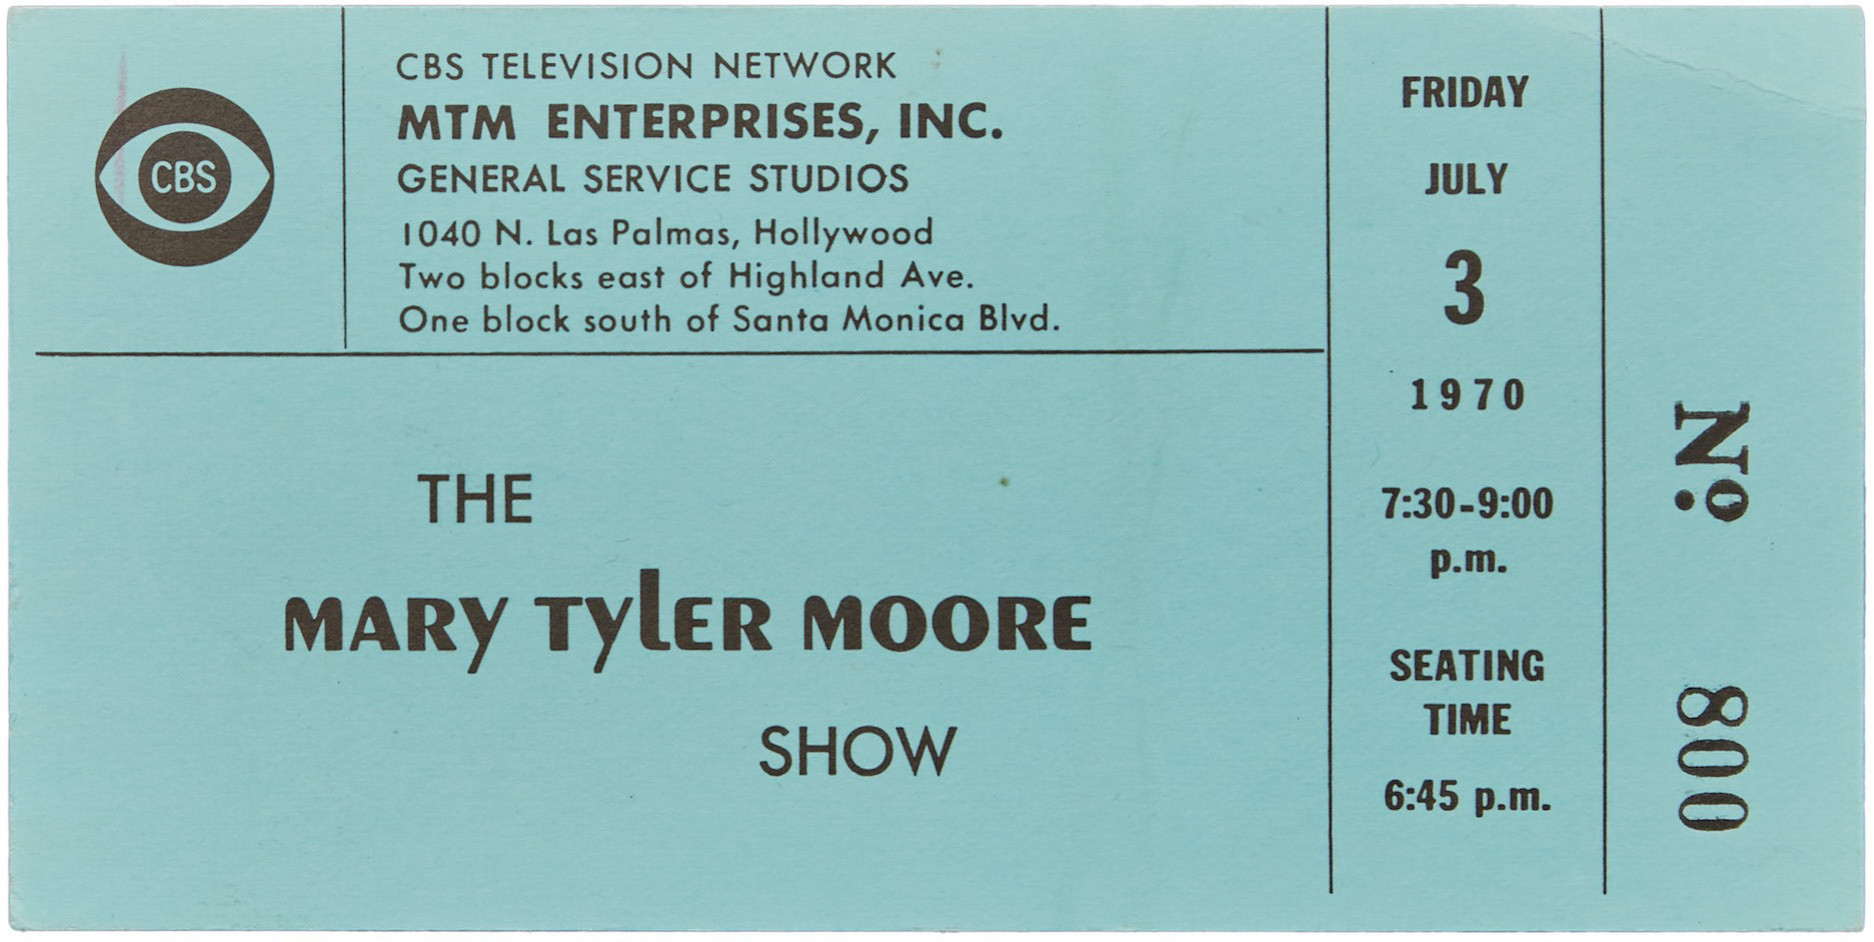 CBS
CBS TELEVISION NETWORK
MTM ENTERPRISES, INC.
GENERAL SERVICE STUDIOS
1040 N. Las Palmas, Hollywood
Two blocks east of Highland Ave.
One block south of Santa Monica Blvd.
THE
MARY TYLER MOORE
SHOW
FRIDAY
JULY
3
1970
7:30-9:00
p.m.
SEATING
TIME
6:45 p.m.
Nº 800